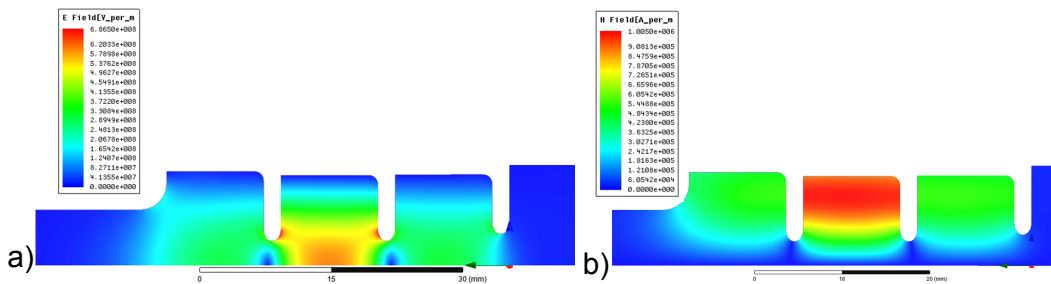 E Field[V_per_m
6.8650e+008
6.2033e+008
5.7898e+008
5.3762e+008
4.9627e+008
4.5491e+008
4.1355e+008
3.7220e+008
3.3084e+008
2.8949e+008
2.4813e+008
2.0678e+008
1.6542e+008
1.2407e+008
8.2711e+007
4.1355e+007
0.0000e+000
a)
0
15
30 (mm)
H Field[A_per_m
1.0050e+006
9.0813e+005
8.4759e+005
7.8705e+005
7.2651e+005
6.6596e+005
6.0542e+005
5.4488e+005
4.8434e+005
4.2380e+005
3.6325e+005
3.0271e+005
2.4217e+005
1.8163e+005
1.2108e+005
6.0542e+004
0.0000e+000
b)
0
10
20 (mm)